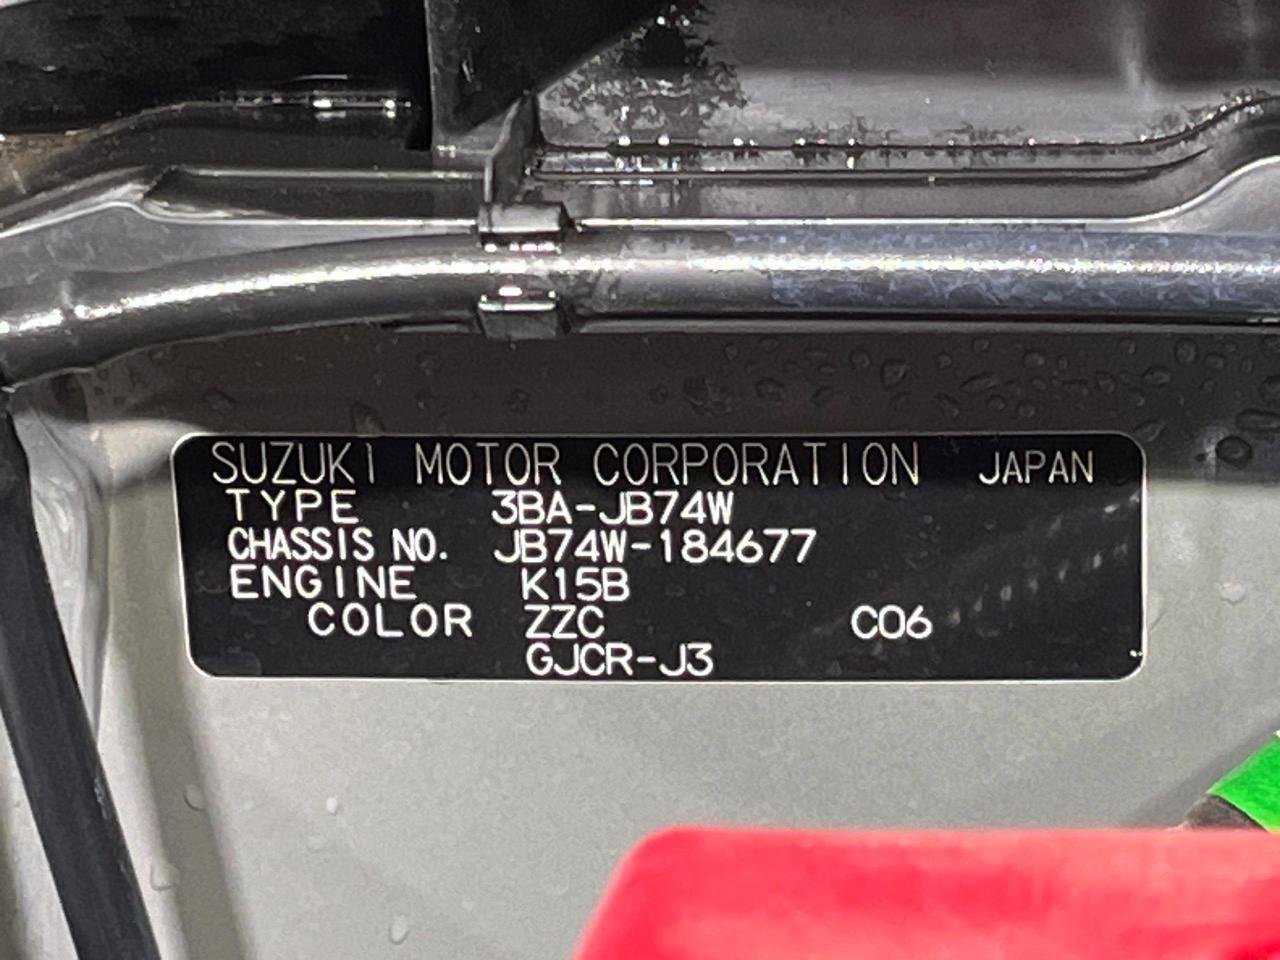 SUZUKI MOTOR CORPORATION JAPAN
TYPE 3BA-JB74W
CHASSIS NO. JB74W-184677
ENGINE K15B
COLOR ZZC C06
GJCR-J3